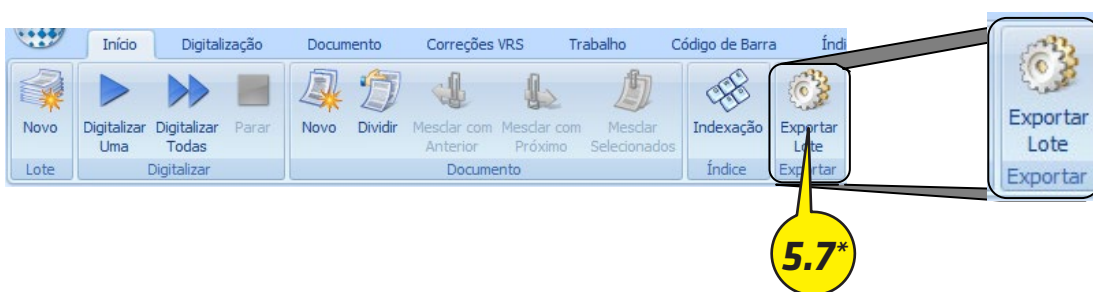 Início Digitalização Documento Correções VRS Trabalho Código de Barra Índi
Novo Digitalizar Uma Digitalizar Todas Parar Novo Dividir Mesclar com Anterior Mesclar com Próximo Mesclar Selecionados Indexação Exportar Lote
Lote Digitalizar Documento Índice Exportar
Exportar
Lote
Exportar
5.7*